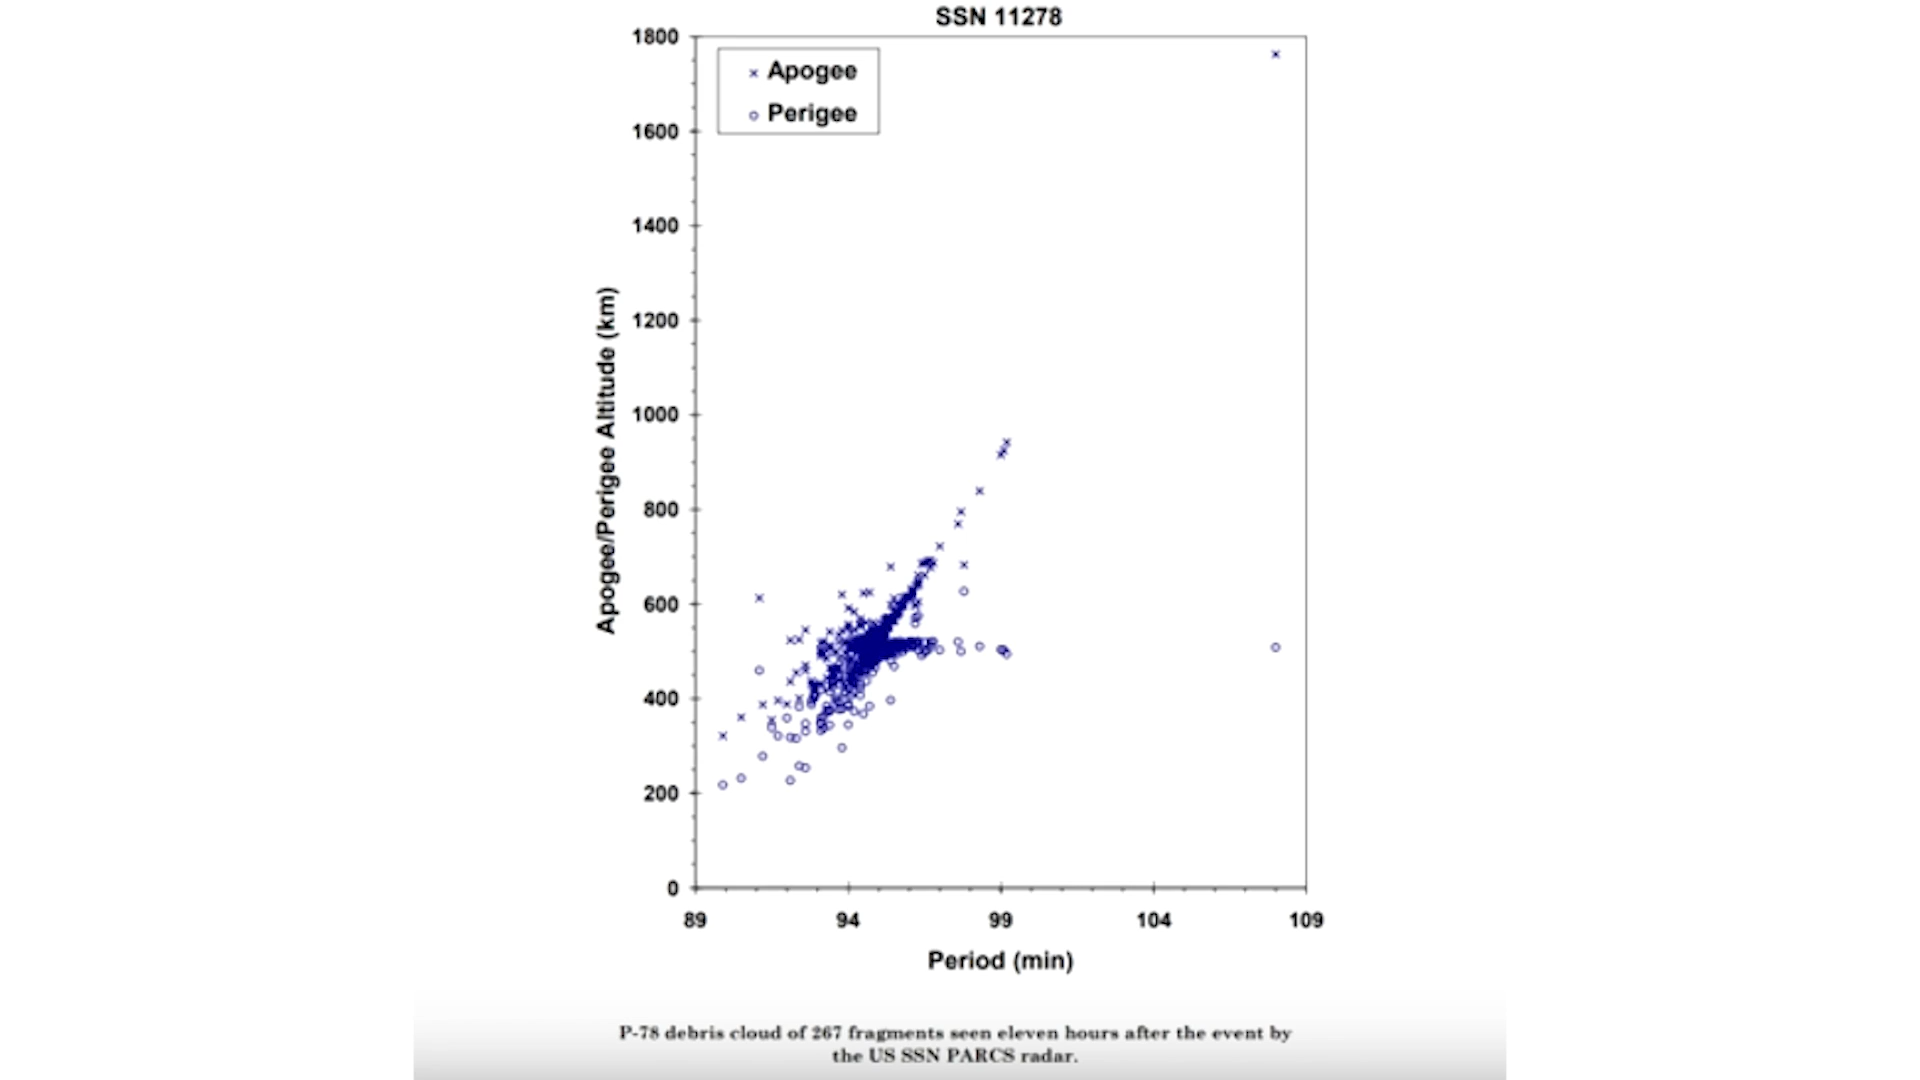 SSN 11278
Apogee
Perigee
1800
1600
1400
1200
1000
800
600
400
200
0
Apogee/Perigee Altitude (km)
89 94 99 104 109
Period (min)
P-78 debris cloud of 267 fragments seen eleven hours after the event by
the US SSN PARCS radar.